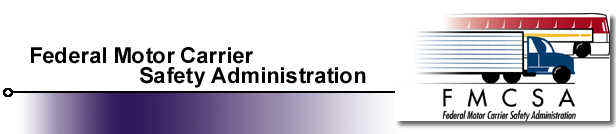 Federal Motor Carrier
Safety Administration
FMCSA
Federal Motor Carrier Safety Administration